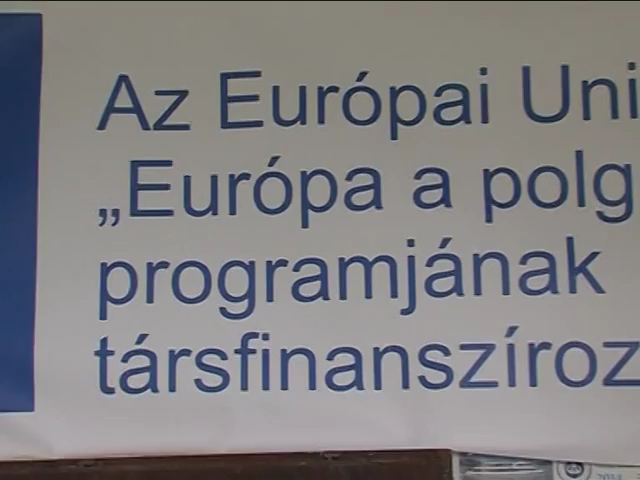 Az Európai Uni
„Európa a polg
programjának
társfinanszíroz